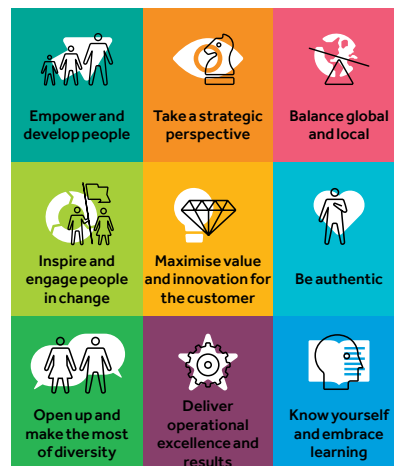 Empower and
develop people
Take a strategic
perspective
Balance global
and local
Inspire and
engage people
in change
Maximise value
and innovation for
the customer
Be authentic
Open up and
make the most
of diversity
Deliver
operational
excellence and
results
Know yourself
and embrace
learning